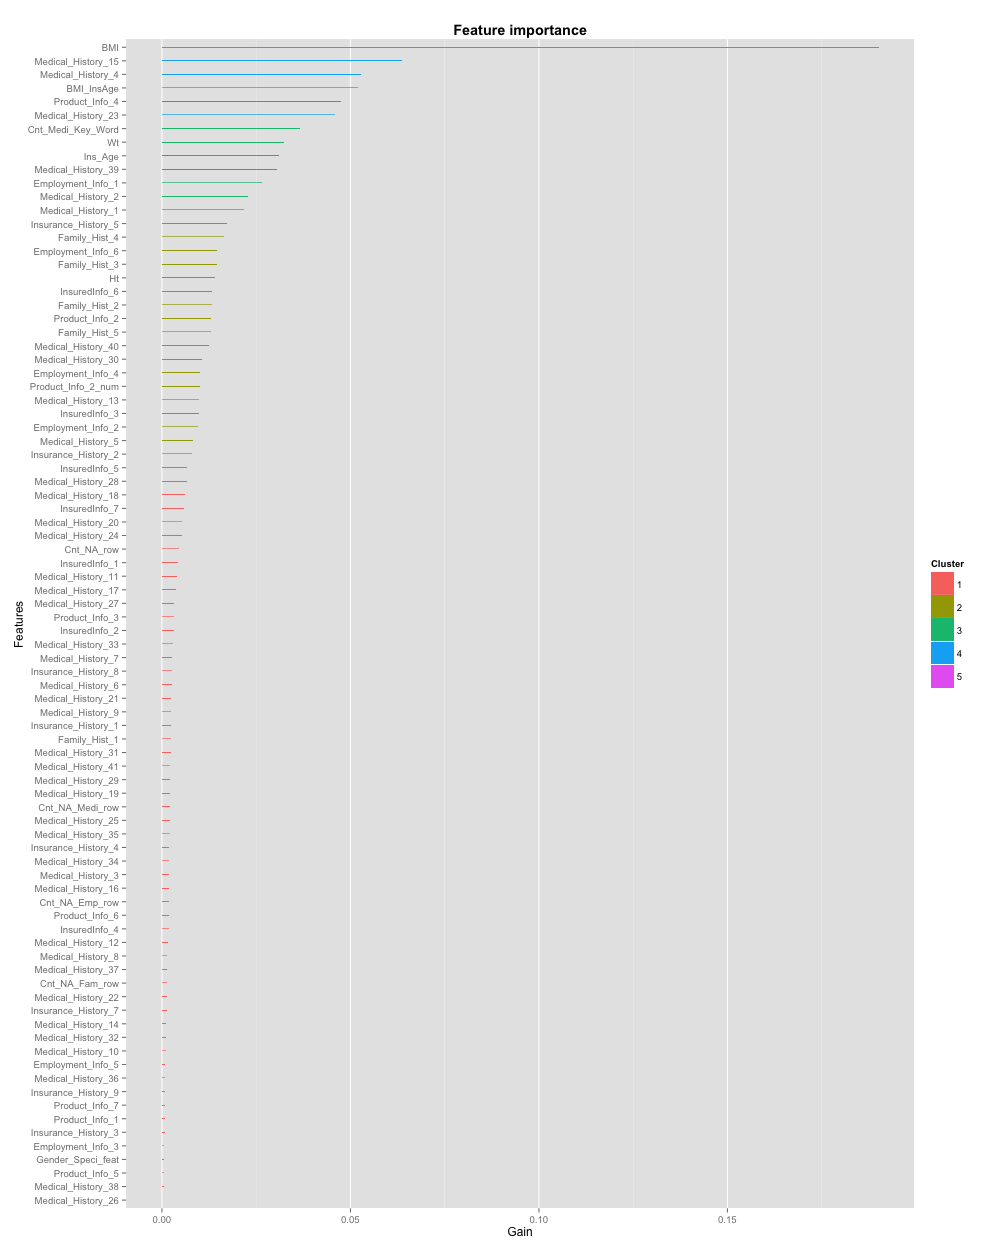 Feature importance
BMI
Medical_History_15
Medical_History_4
BMI_InsAge
Product_Info_4
Medical_History_23
Cnt_Medi_Key_Word
Wt
Ins_Age
Medical_History_39
Employment_Info_1
Medical_History_2
Medical_History_1
Insurance_History_5
Family_Hist_4
Employment_Info_6
Family_Hist_3
Ht
InsuredInfo_6
Family_Hist_2
Product_Info_2
Family_Hist_5
Medical_History_40
Medical_History_30
Employment_Info_4
Product_Info_2_num
Medical_History_13
InsuredInfo_3
Employment_Info_2
Medical_History_5
Insurance_History_2
InsuredInfo_5
Medical_History_28
Medical_History_18
InsuredInfo_7
Medical_History_20
Medical_History_24
Cnt_NA_row
InsuredInfo_1
Medical_History_11
Medical_History_17
Medical_History_27
Product_Info_3
InsuredInfo_2
Medical_History_33
Medical_History_7
Insurance_History_8
Medical_History_6
Medical_History_21
Medical_History_9
Insurance_History_1
Family_Hist_1
Medical_History_31
Medical_History_41
Medical_History_29
Medical_History_19
Cnt_NA_Medi_row
Medical_History_25
Medical_History_35
Insurance_History_4
Medical_History_34
Medical_History_3
Medical_History_16
Cnt_NA_Emp_row
Product_Info_6
InsuredInfo_4
Medical_History_12
Medical_History_8
Medical_History_37
Cnt_NA_Fam_row
Medical_History_22
Insurance_History_7
Medical_History_14
Medical_History_32
Medical_History_10
Employment_Info_5
Medical_History_36
Insurance_History_9
Product_Info_7
Product_Info_1
Insurance_History_3
Employment_Info_3
Gender_Speci_feat
Product_Info_5
Medical_History_38
Medical_History_26
Features
0.00 0.05 0.10 0.15
Gain
Cluster
1
2
3
4
5